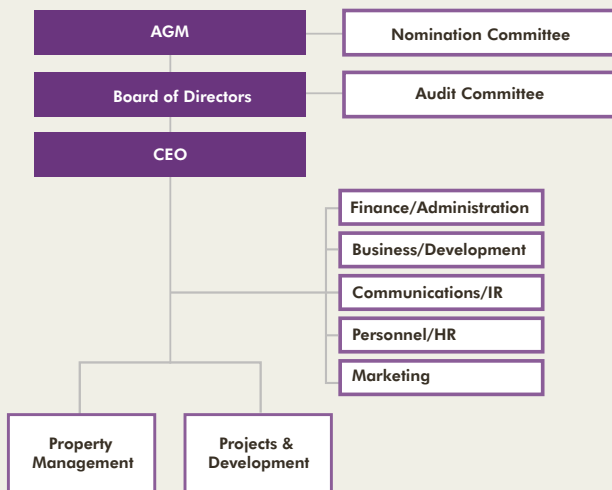 AGM
Nomination Committee
Board of Directors
Audit Committee
CEO
Finance/Administration
Business/Development
Communications/IR
Personnel/HR
Marketing
Property
Management
Projects &
Development